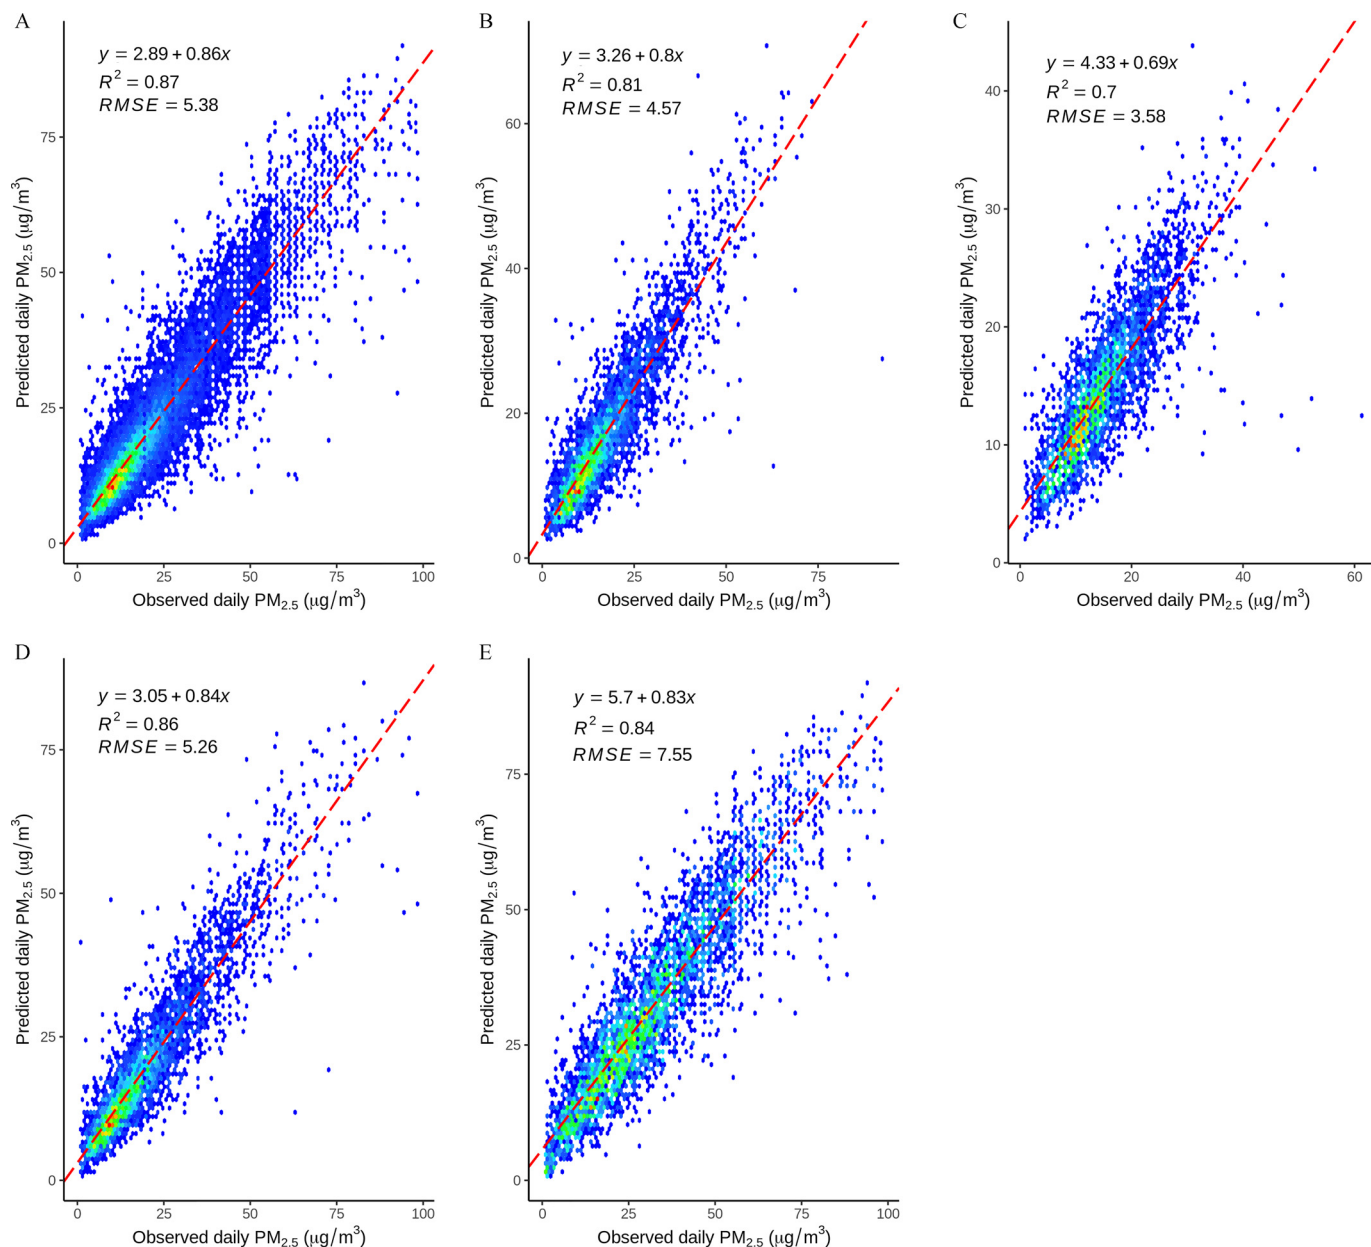 A
y = 2.89 + 0.86x
R² = 0.87
RMSE = 5.38
75
50
25
0
0 25 50 75 100
Predicted daily PM₂.₅ (µg/m³)
Observed daily PM₂.₅ (µg/m³)
B
y = 3.26 + 0.8x
R² = 0.81
RMSE = 4.57
60
40
20
0
0 25 50 75
Predicted daily PM₂.₅ (µg/m³)
Observed daily PM₂.₅ (µg/m³)
C
y = 4.33 + 0.69x
R² = 0.7
RMSE = 3.58
40
30
20
10
0
0 20 40 60
Predicted daily PM₂.₅ (µg/m³)
Observed daily PM₂.₅ (µg/m³)
D
y = 3.05 + 0.84x
R² = 0.86
RMSE = 5.26
75
50
25
0
0 25 50 75 100
Predicted daily PM₂.₅ (µg/m³)
Observed daily PM₂.₅ (µg/m³)
E
y = 5.7 + 0.83x
R² = 0.84
RMSE = 7.55
75
50
25
0
0 25 50 75 100
Predicted daily PM₂.₅ (µg/m³)
Observed daily PM₂.₅ (µg/m³)